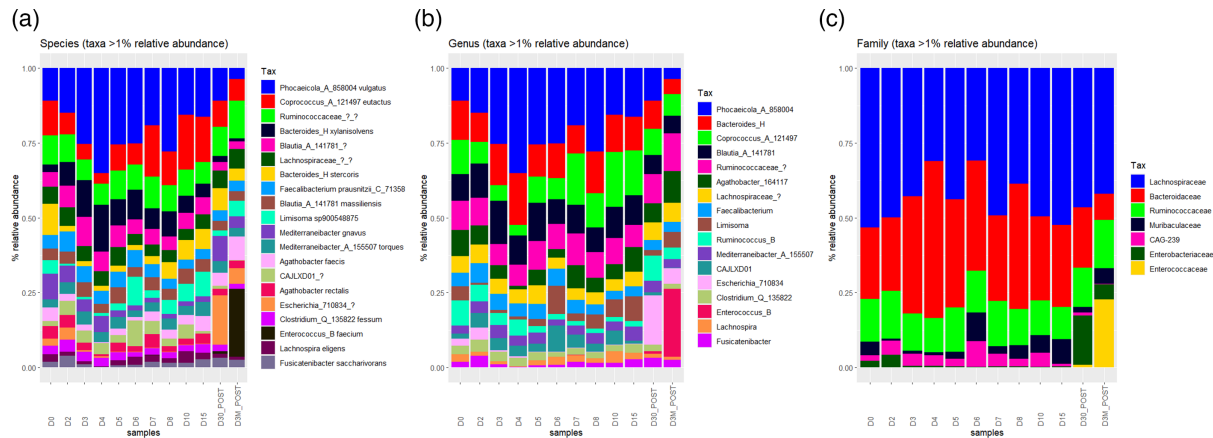 (a)
Species (taxa >1% relative abundance)
% relative abundance
1.00
0.75
0.50
0.25
0.00
D0
D2
D3
D4
D5
D6
D7
D8
D10
D15
D30_POST
D3M_POST
samples
Tax
Phocaeicola_A_858004 vulgatus
Coprococcus_A_121497 eutactus
Ruminococcaceae_?_?
Bacteroides_H xylanisolvens
Blautia_A_141781_?
Lachnospiraceae_?_?
Bacteroides_H stercoris
Faecalibacterium prausnitzii_C_71358
Blautia_A_141781 massiliensis
Limisoma sp900548875
Mediterraneibacter gnavus
Mediterraneibacter_A_155507 torques
Agathobacter faecis
CAJLXD01_?
Agathobacter rectalis
Escherichia_710834_?
Clostridium_Q_135822 fessum
Enterococcus_B faecium
Lachnospira eligens
Fusicatenibacter saccharivorans
(b)
Genus (taxa >1% relative abundance)
% relative abundance
1.00
0.75
0.50
0.25
0.00
D0
D2
D3
D4
D5
D6
D7
D8
D10
D15
D30_POST
D3M_POST
samples
Tax
Phocaeicola_A_858004
Bacteroides_H
Coprococcus_A_121497
Blautia_A_141781
Ruminococcaceae_?
Agathobacter_164117
Lachnospiraceae_?
Faecalibacterium
Limisoma
Ruminococcus_B
Mediterraneibacter_A_155507
CAJLXD01
Escherichia_710834
Clostridium_Q_135822
Enterococcus_B
Lachnospira
Fusicatenibacter
(c)
Family (taxa >1% relative abundance)
% relative abundance
1.00
0.75
0.50
0.25
0.00
D0
D2
D3
D4
D5
D6
D7
D8
D10
D15
D30_POST
D3M_POST
samples
Tax
Lachnospiraceae
Bacteroidaceae
Ruminococcaceae
Muribaculaceae
CAG-239
Enterobacteriaceae
Enterococcaceae